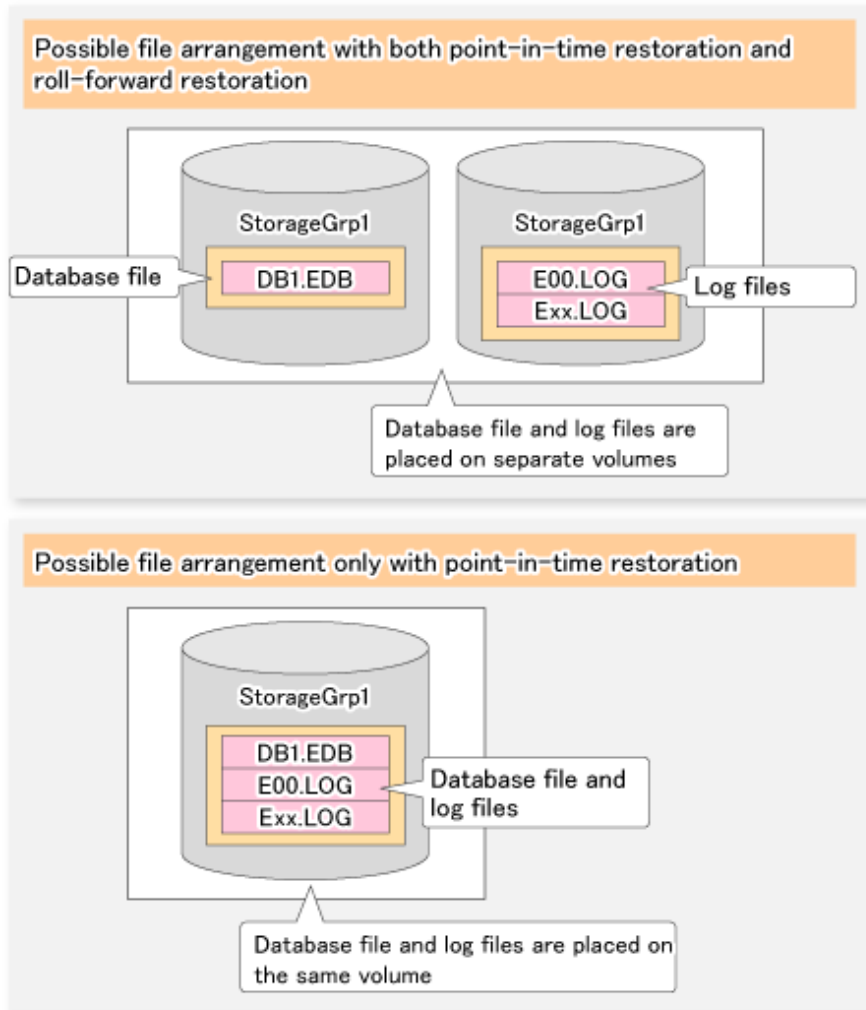 Possible file arrangement with both point-in-time restoration and
roll-forward restoration
StorageGrp1
StorageGrp1
Database file
DB1.EDB
E00.LOG
Exx.LOG
Log files
Database file and log files are
placed on separate volumes
Possible file arrangement only with point-in-time restoration
StorageGrp1
DB1.EDB
E00.LOG
Exx.LOG
Database file and
log files
Database file and log files are placed on
the same volume